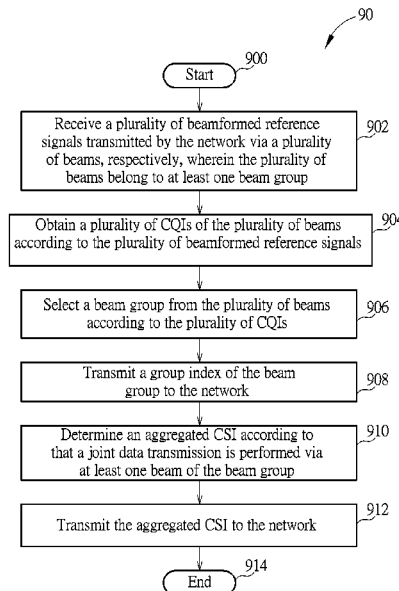 90
900
Start
Receive a plurality of beamformed reference
signals transmitted by the network via a plurality
of beams, respectively, wherein the plurality of
beams belong to at least one beam group
902
Obtain a plurality of CQIs of the plurality of beams
according to the plurality of beamformed reference signals
904
Select a beam group from the plurality of beams
according to the plurality of CQIs
906
Transmit a group index of the beam
group to the network
908
Determine an aggregated CSI according to
that a joint data transmission is performed via
at least one beam of the beam group
910
Transmit the aggregated CSI to the network
912
End
914